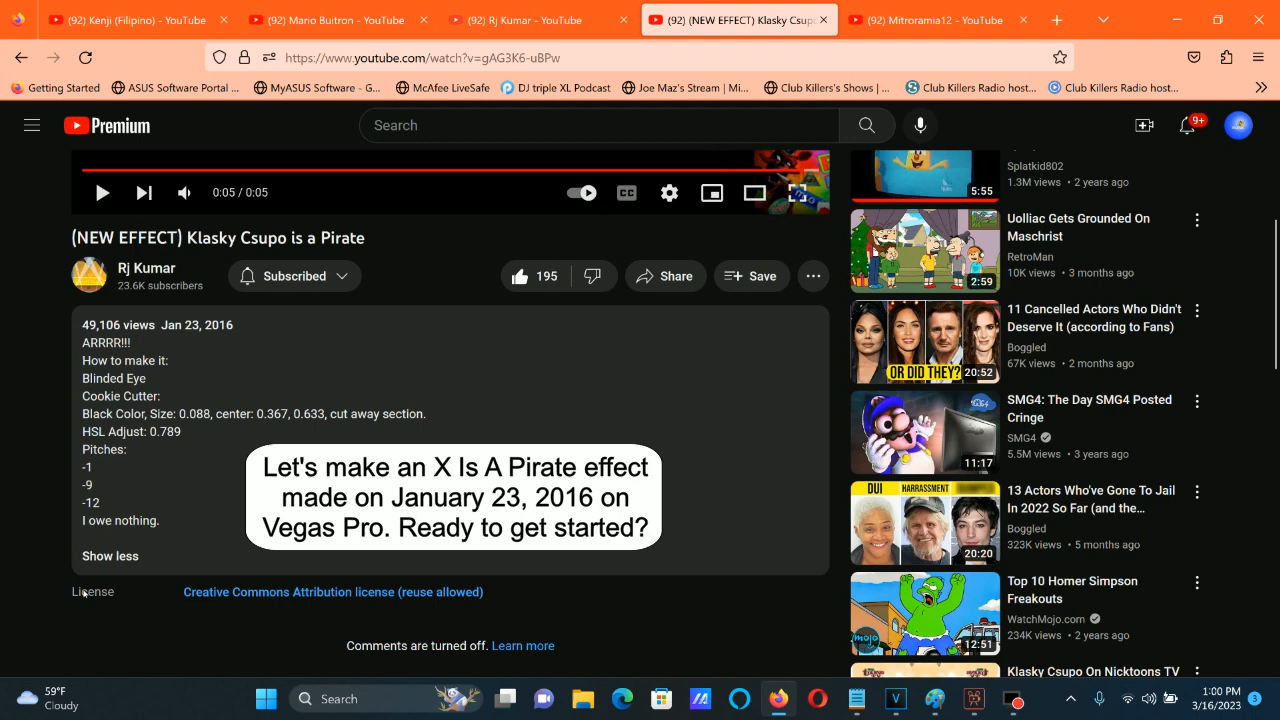 (92) Kenji (Filipino) - YouTube
(92) Mario Buitron - YouTube
(92) Rj Kumar - YouTube
(92) (NEW EFFECT) Klasky Csupo
(92) Mitroramia12 - YouTube
https://www.youtube.com/watch?v=gAG3K6-uBPw
Getting Started
ASUS Software Portal ...
MyASUS Software - G...
McAfee LiveSafe
DJ triple XL Podcast
Joe Maz's Stream | Mi...
Club Killers's Shows | ...
Club Killers Radio host...
Club Killers Radio host...
Premium
Search
9+
0:05 / 0:05
CC
(NEW EFFECT) Klasky Csupo is a Pirate
Rj Kumar
23.6K subscribers
Subscribed
195
Share
Save
49,106 views Jan 23, 2016
ARRRR!!!
How to make it:
Blinded Eye
Cookie Cutter:
Black Color, Size: 0.088, center: 0.367, 0.633, cut away section.
HSL Adjust: 0.789
Pitches:
-1
-9
-12
I owe nothing.
Show less
Let's make an X Is A Pirate effect
made on January 23, 2016 on
Vegas Pro. Ready to get started?
License
Creative Commons Attribution license (reuse allowed)
Comments are turned off. Learn more
Splatkid802
1.3M views • 2 years ago
5:55
Uolliac Gets Grounded On
Maschrist
RetroMan
10K views • 3 months ago
2:59
11 Cancelled Actors Who Didn't
Deserve It (according to Fans)
Boggled
67K views • 2 months ago
OR DID THEY?
20:52
SMG4: The Day SMG4 Posted
Cringe
SMG4
5.5M views • 3 years ago
11:17
13 Actors Who've Gone To Jail
In 2022 So Far (and the...
Boggled
323K views • 5 months ago
DUI
HARRASSMENT
20:20
Top 10 Homer Simpson
Freakouts
WatchMojo.com
234K views • 2 years ago
mojo
12:51
Klasky Csupo On Nicktoons TV
59°F
Cloudy
Search
1:00 PM
3/16/2023
3